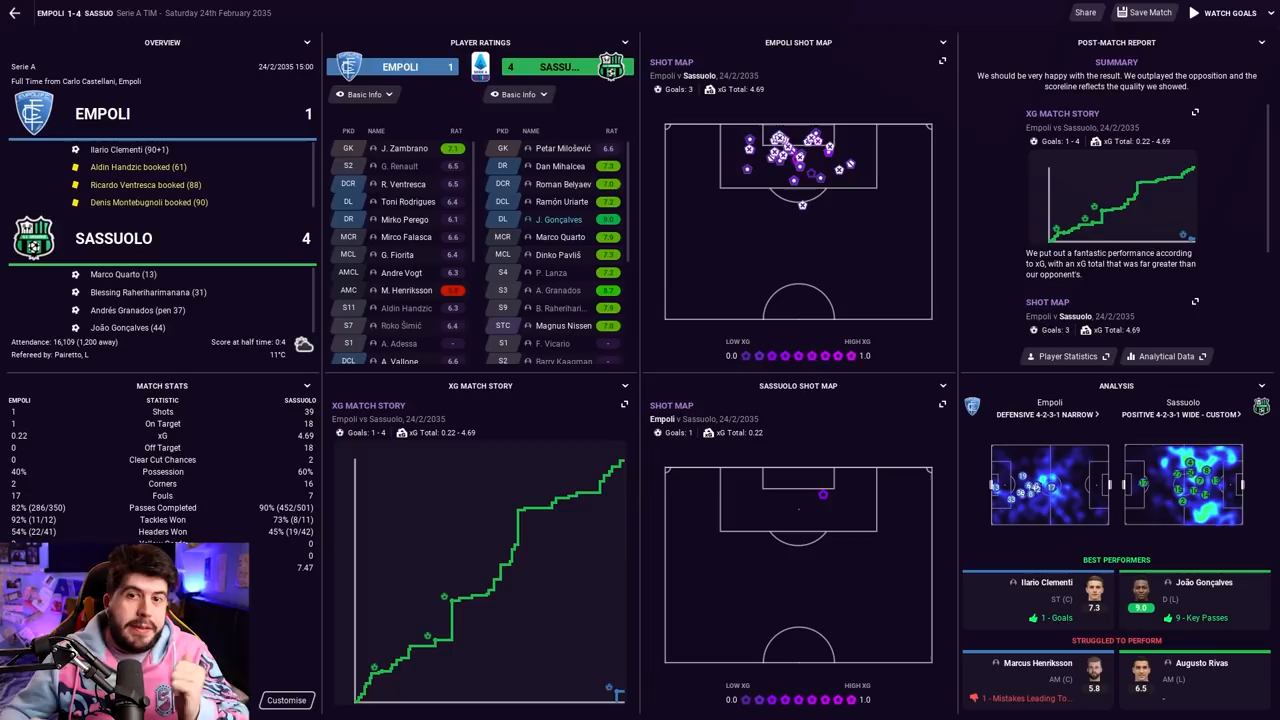 EMPOLI 1-4 SASSUO Serie A TIM - Saturday 24th February 2035
Share
Save Match
WATCH GOALS
OVERVIEW
Serie A
24/2/2035 15:00
Full Time from Carlo Castellani, Empoli
EMPOLI 1
Ilario Clementi (90+1)
Aldin Handzic booked (61)
Ricardo Ventresca booked (88)
Denis Montebugnoli booked (90)
SASSUOLO 4
Marco Quarto (13)
Blessing Raheriharimanana (31)
Andrés Granados (pen 37)
João Gonçalves (44)
Attendance: 16,109 (1,200 away)
Score at half time: 0:4
Refereed by: Pairetto, L
11°C
PLAYER RATINGS
EMPOLI 1
4 SASSU...
Basic Info
Basic Info
PKD NAME RAT
GK J. Zambrano 7.1
S2 G. Renault 6.5
DCR R. Ventresca 6.5
DL Toni Rodrigues 6.4
DR Mirko Perego 6.1
MCR Mirco Falasca 6.6
MCL G. Fiorita 6.4
AMCL Andre Vogt 6.3
AMC M. Henriksson 5.8
S11 Aldin Handzic 6.3
S7 Roko Šimić 6.4
S1 A. Adessa -
DCL A. Vallone 6.6
PKD NAME RAT
GK Petar Milošević 6.6
DR Dan Mihalcea 7.3
DCR Roman Belyaev 7.0
DCL Ramón Uriarte 7.2
DL J. Gonçalves 9.0
MCR Marco Quarto 7.9
MCL Dinko Pavliš 7.3
S4 P. Lanza 7.2
S3 A. Granados 8.7
S9 B. Raherihari... 7.9
STC Magnus Nissen 7.0
S1 F. Vicario -
S2 Barry Kaagman -
EMPOLI SHOT MAP
SHOT MAP
Empoli v Sassuolo, 24/2/2035
Goals: 3 xG Total: 4.69
LOW XG HIGH XG
0.0 1.0
POST-MATCH REPORT
SUMMARY
We should be very happy with the result. We outplayed the opposition and the
scoreline reflects the quality we showed.
XG MATCH STORY
Empoli vs Sassuolo, 24/2/2035
Goals: 1 - 4 xG Total: 0.22 - 4.69
We put out a fantastic performance according
to xG, with an xG total that was far greater than
our opponent's.
SHOT MAP
Empoli v Sassuolo, 24/2/2035
Goals: 3 xG Total: 4.69
Player Statistics
Analytical Data
MATCH STATS
EMPOLI STATISTIC SASSUOLO
1 Shots 39
1 On Target 18
0.22 xG 4.69
0 Off Target 18
0 Clear Cut Chances 2
40% Possession 60%
2 Corners 16
17 Fouls 7
82% (286/350) Passes Completed 90% (452/501)
92% (11/12) Tackles Won 73% (8/11)
54% (22/41) Headers Won 45% (19/42)
0
0
7.47
Customise
XG MATCH STORY
XG MATCH STORY
Empoli vs Sassuolo, 24/2/2035
Goals: 1 - 4 xG Total: 0.22 - 4.69
SASSUOLO SHOT MAP
SHOT MAP
Empoli v Sassuolo, 24/2/2035
Goals: 1 xG Total: 0.22
LOW XG HIGH XG
0.0 1.0
ANALYSIS
Empoli
DEFENSIVE 4-2-3-1 NARROW
Sassuolo
POSITIVE 4-2-3-1 WIDE - CUSTOM
BEST PERFORMERS
Ilario Clementi
ST (C)
7.3
1 - Goals
João Gonçalves
D (L)
9.0
9 - Key Passes
STRUGGLED TO PERFORM
Marcus Henriksson
AM (C)
5.8
1 - Mistakes Leading To...
Augusto Rivas
AM (L)
6.5
-